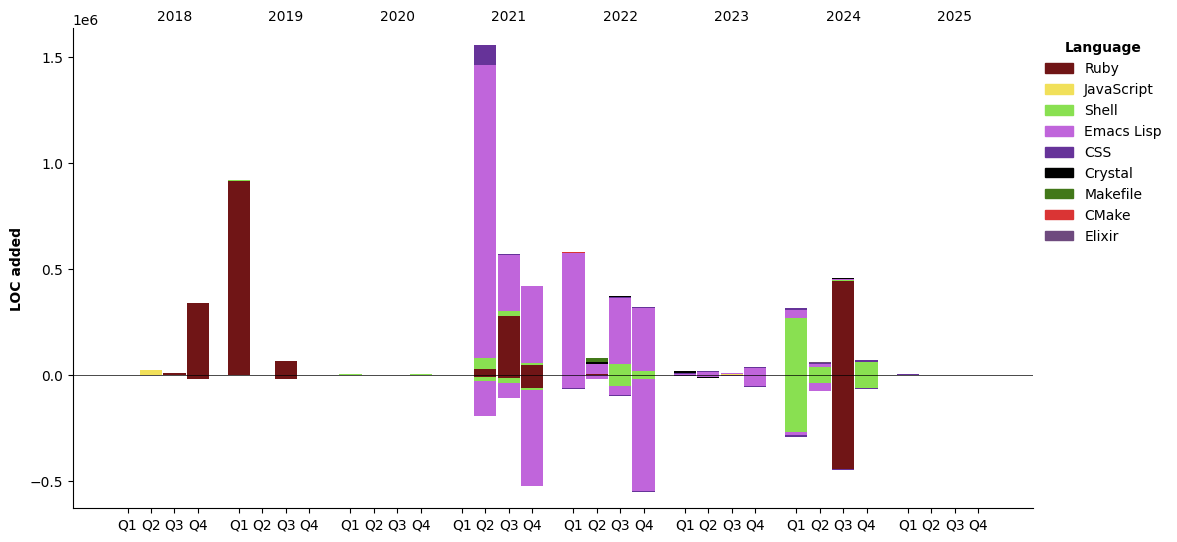 1e6
2018 2019 2020 2021 2022 2023 2024 2025
1.5
1.0
0.5
0.0
−0.5
LOC added
Q1 Q2 Q3 Q4 Q1 Q2 Q3 Q4 Q1 Q2 Q3 Q4 Q1 Q2 Q3 Q4 Q1 Q2 Q3 Q4 Q1 Q2 Q3 Q4 Q1 Q2 Q3 Q4 Q1 Q2 Q3 Q4
Language
Ruby
JavaScript
Shell
Emacs Lisp
CSS
Crystal
Makefile
CMake
Elixir